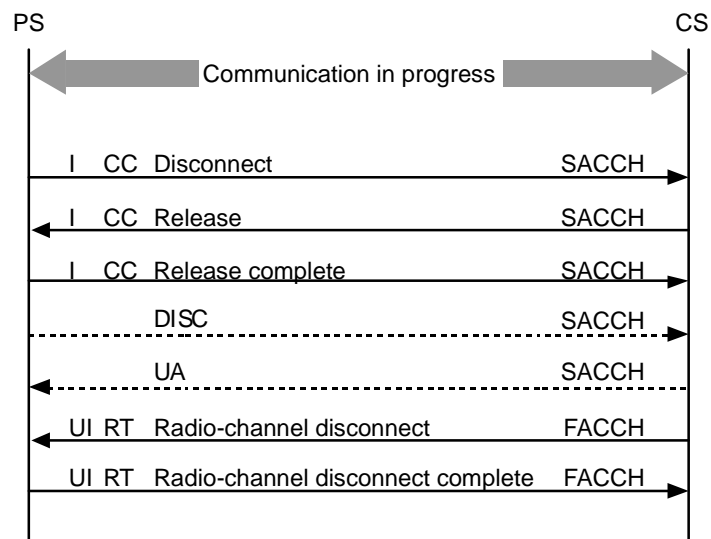 PS CS
Communication in progress
I CC Disconnect SACCH
I CC Release SACCH
I CC Release complete SACCH
DISC SACCH
UA SACCH
UI RT Radio-channel disconnect FACCH
UI RT Radio-channel disconnect complete FACCH